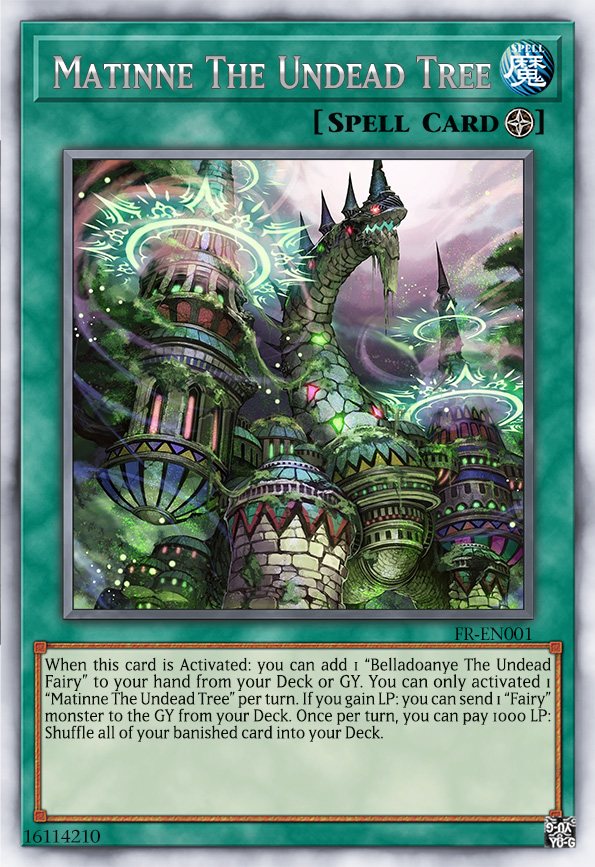 MATINNE THE UNDEAD TREE
SPELL
魔
[SPELL CARD]
FR-EN001
When this card is Activated: you can add 1 “Belladoanye The Undead
Fairy” to your hand from your Deck or GY. You can only activated 1
“Matinne The Undead Tree” per turn. If you gain LP: you can send 1 “Fairy”
monster to the GY from your Deck. Once per turn, you can pay 1000 LP:
Shuffle all of your banished card into your Deck.
16114210